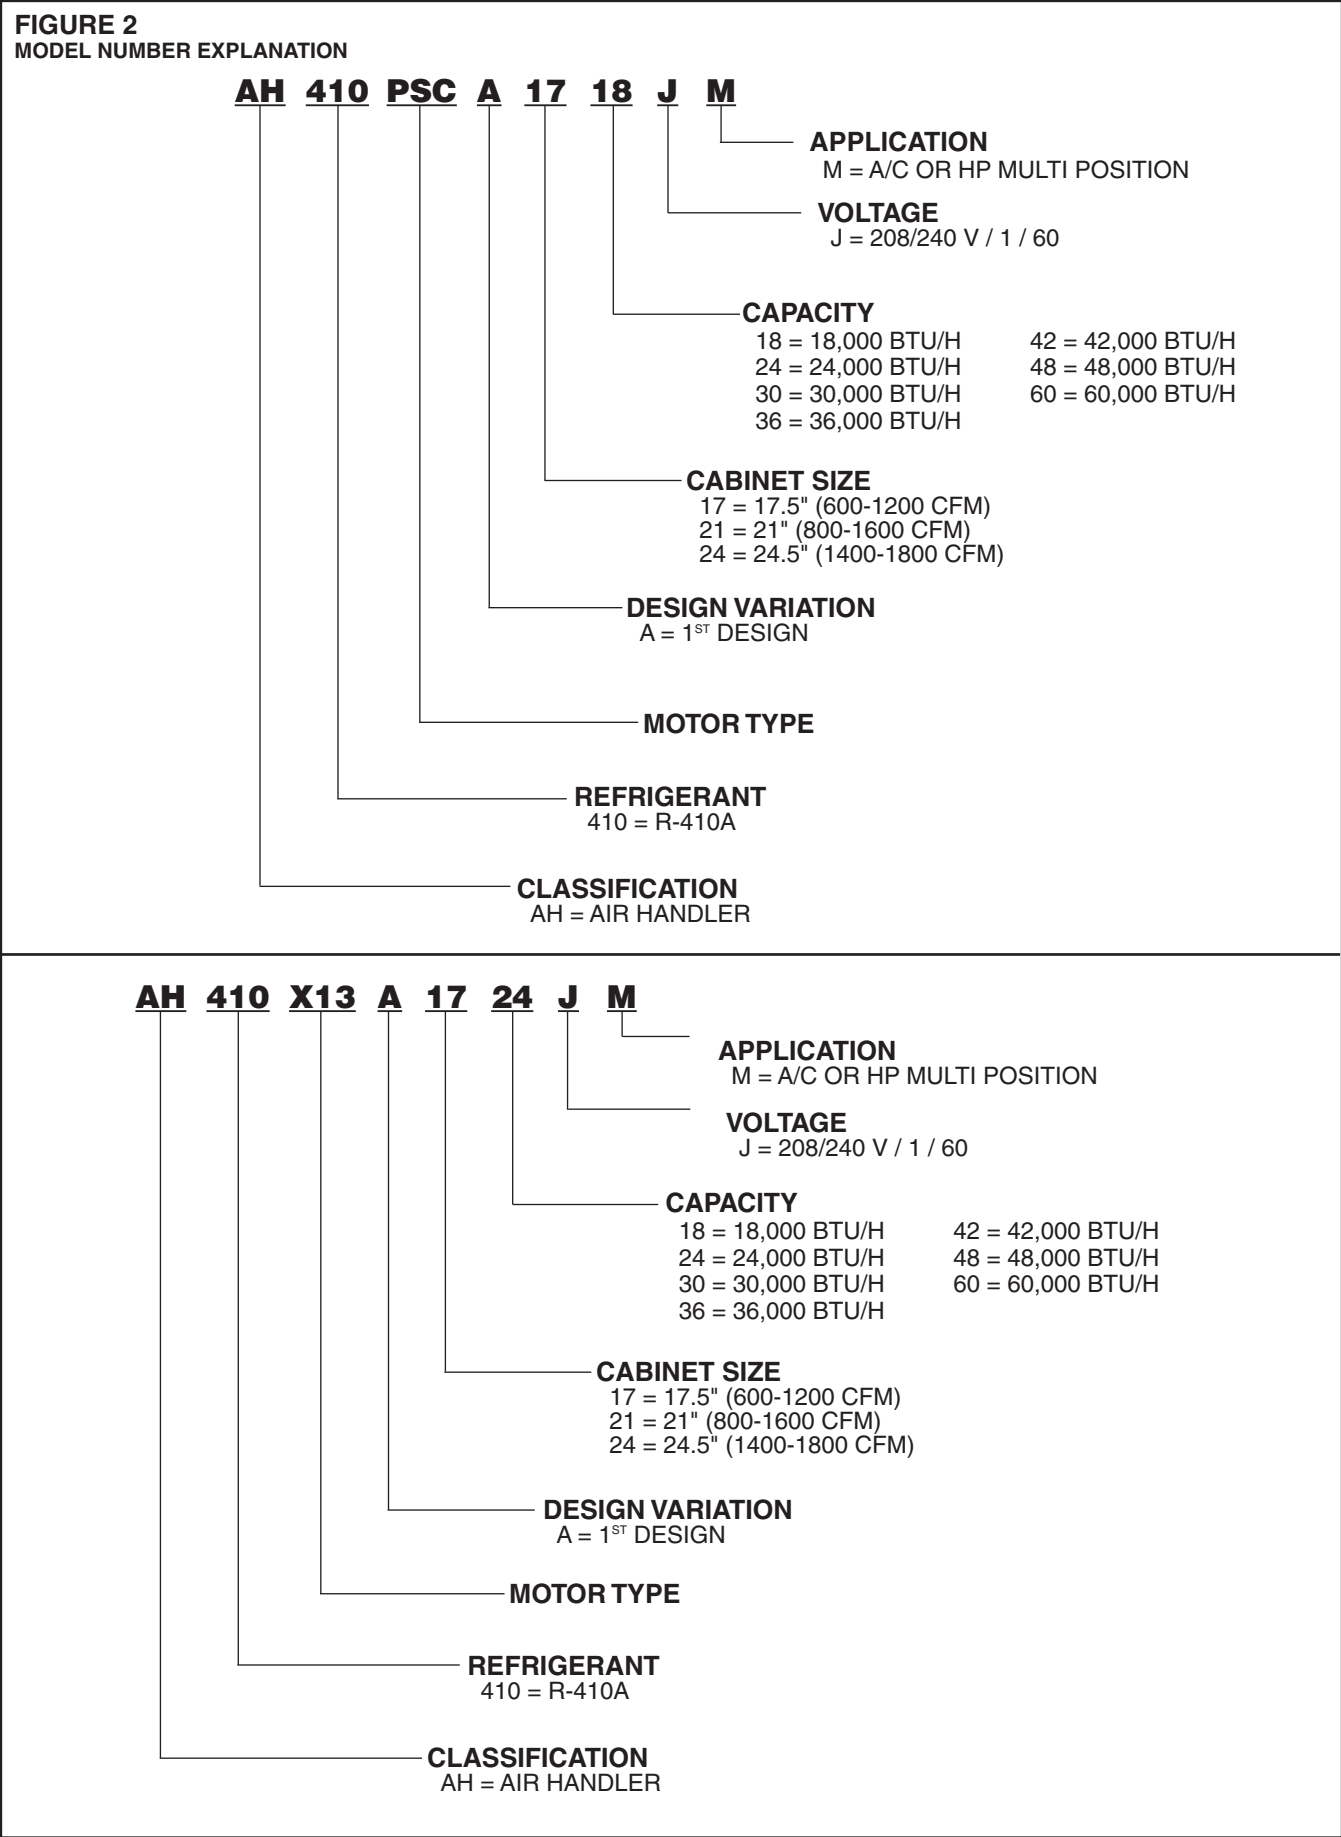 FIGURE 2
MODEL NUMBER EXPLANATION
AH 410 PSC A 17 18 J M
APPLICATION
M = A/C OR HP MULTI POSITION
VOLTAGE
J = 208/240 V / 1 / 60
CAPACITY
18 = 18,000 BTU/H 42 = 42,000 BTU/H
24 = 24,000 BTU/H 48 = 48,000 BTU/H
30 = 30,000 BTU/H 60 = 60,000 BTU/H
36 = 36,000 BTU/H
CABINET SIZE
17 = 17.5" (600-1200 CFM)
21 = 21" (800-1600 CFM)
24 = 24.5" (1400-1800 CFM)
DESIGN VARIATION
A = 1ST DESIGN
MOTOR TYPE
REFRIGERANT
410 = R-410A
CLASSIFICATION
AH = AIR HANDLER
AH 410 X13 A 17 24 J M
APPLICATION
M = A/C OR HP MULTI POSITION
VOLTAGE
J = 208/240 V / 1 / 60
CAPACITY
18 = 18,000 BTU/H 42 = 42,000 BTU/H
24 = 24,000 BTU/H 48 = 48,000 BTU/H
30 = 30,000 BTU/H 60 = 60,000 BTU/H
36 = 36,000 BTU/H
CABINET SIZE
17 = 17.5" (600-1200 CFM)
21 = 21" (800-1600 CFM)
24 = 24.5" (1400-1800 CFM)
DESIGN VARIATION
A = 1ST DESIGN
MOTOR TYPE
REFRIGERANT
410 = R-410A
CLASSIFICATION
AH = AIR HANDLER